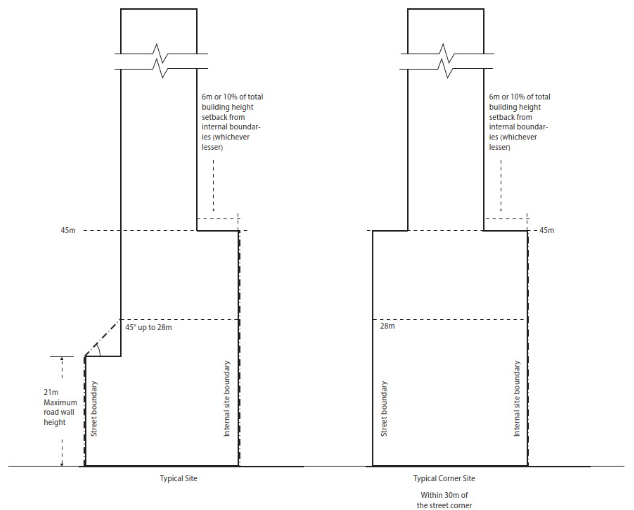 6m or 10% of total
building height
setback from
internal boundar-
ies (whichever
lesser)
45m
45° up to 28m
21m
Maximum
road wall
height
Street boundary
Internal site boundary
Typical Site
6m or 10% of total
building height
setback from
internal boundar-
ies (whichever
lesser)
45m
28m
Street boundary
Internal site boundary
Typical Corner Site
Within 30m of
the street corner